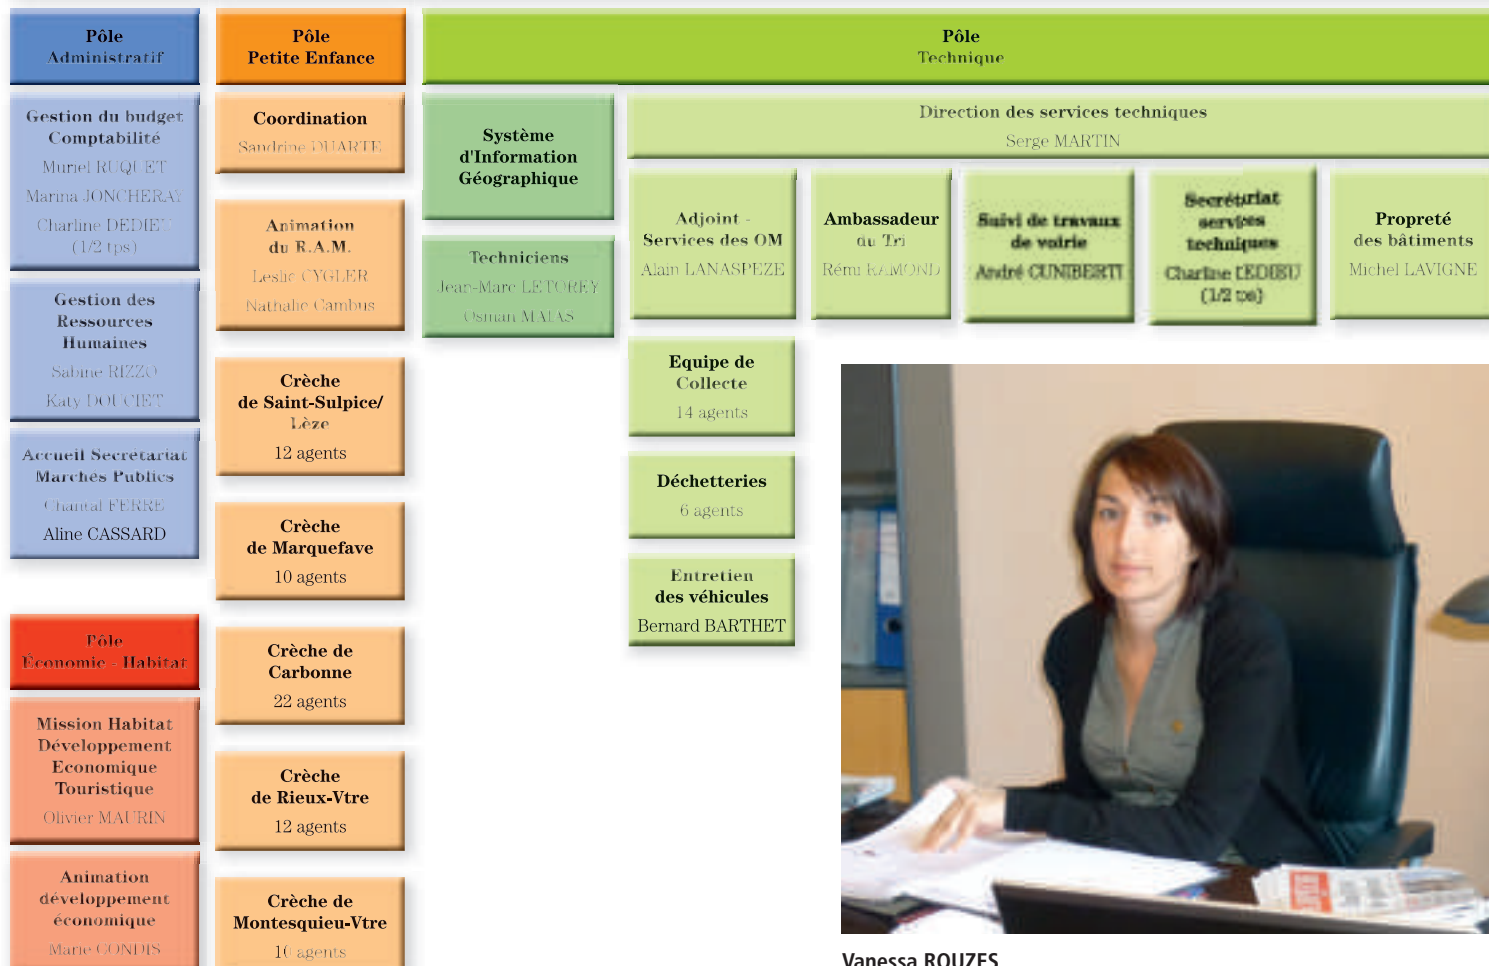 Pôle
Administratif
Gestion du budget
Comptabilité
Muriel RUQUET
Marina JONCHERAY
Charline DEDIEU
(1/2 tps)
Gestion des
Ressources
Humaines
Sabine RIZZO
Katy DOUCIET
Accueil Secrétariat
Marchés Publics
Chantal FERRE
Aline CASSARD
Pôle
Économie - Habitat
Mission Habitat
Développement
Economique
Touristique
Olivier MAURIN
Animation
développement
économique
Marie CONDIS
Pôle
Petite Enfance
Coordination
Sandrine DUARTE
Animation
du R.A.M.
Leslie CYGLER
Nathalie Cambus
Crèche
de Saint-Sulpice/
Lèze
12 agents
Crèche
de Marquefave
10 agents
Crèche de
Carbonne
22 agents
Crèche
de Rieux-Vtre
12 agents
Crèche de
Montesquieu-Vtre
10 agents
Pôle
Technique
Système
d'Information
Géographique
Techniciens
Jean-Marc LETOREY
Osman MAIAS
Direction des services techniques
Serge MARTIN
Adjoint -
Services des OM
Alain LANASPEZE
Equipe de
Collecte
14 agents
Déchetteries
6 agents
Entretien
des véhicules
Bernard BARTHET
Ambassadeur
du Tri
Rémi RAMOND
Suivi de travaux
de voirie
André CUNIBERTI
Secrétariat
services
techniques
Charline DEDIEU
(1/2 tps)
Propreté
des bâtiments
Michel LAVIGNE
Vanessa ROUZES